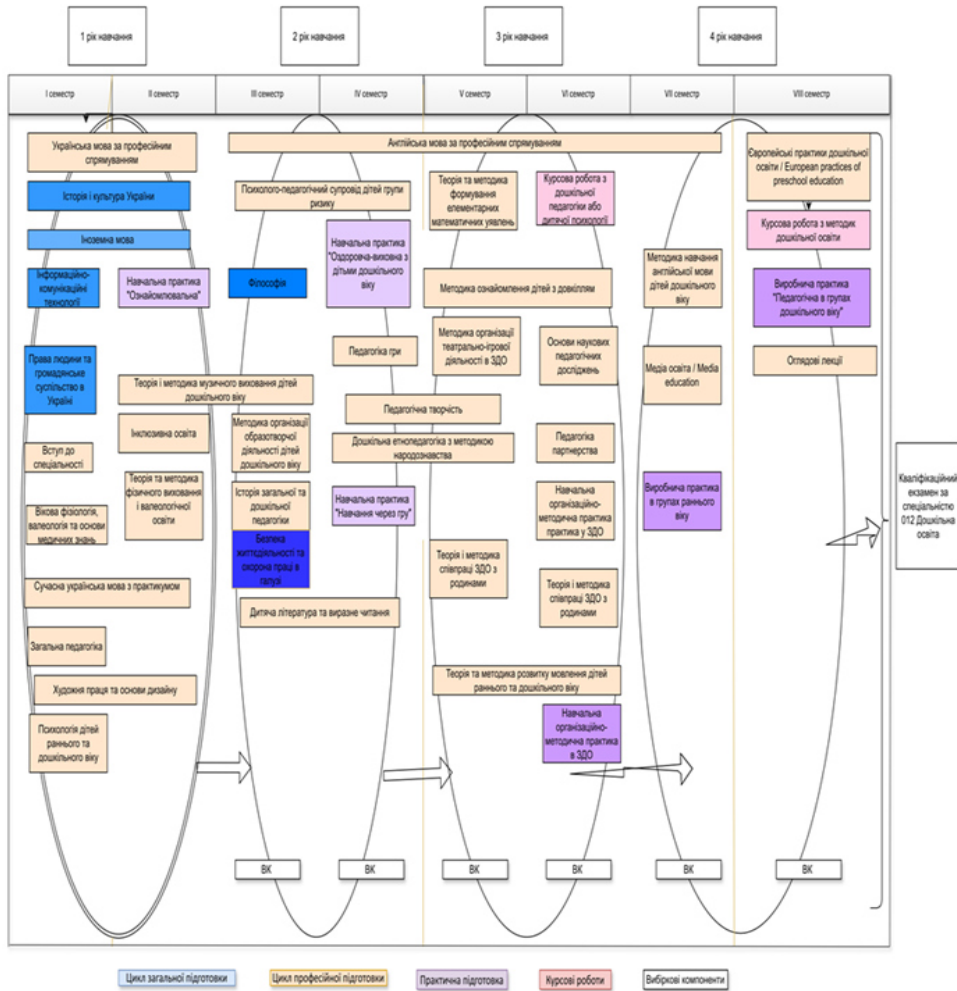 1 рік навчання
2 рік навчання
3 рік навчання
4 рік навчання
I семестр
II семестр
III семестр
IV семестр
V семестр
VI семестр
VII семестр
VIII семестр
Українська мова за професійним
спрямуванням
Історія і культура України
Іноземна мова
Інформаційно-
комунікаційні
технології
Навчальна практика
"Ознайомлювальна"
Права людини та
громадянське
суспільство в
Україні
Теорія і методика музичного виховання дітей
дошкільного віку
Інклюзивна освіта
Вступ до
спеціальності
Теорія та методика
фізичного виховання
і валеологічної
освіти
Вікова фізіологія,
валеологія та основи
медичних знань
Сучасна українська мова з практикумом
Загальна педагогіка
Художня праця та основи дизайну
Психологія дітей
раннього та
дошкільного віку
Англійська мова за професійним спрямуванням
Психолого-педагогічний супровід дітей групи
ризику
Філософія
Навчальна практика
"Оздоровча-виховна з
дітьми дошкільного
віку
Педагогіка гри
Педагогічна творчість
Методика організації
образотворчої
діяльності дітей
дошкільного віку
Дошкільна етнопедагогіка з методикою
народознавства
Історія загальної та
дошкільної
педагогіки
Навчальна практика
"Навчання через гру"
Безпека
життєдіяльності та
охорона праці в
галузі
Дитяча література та виразне читання
Теорія та методика
формування
елементарних
математичних уявлень
Курсова робота з
дошкільної
педагогіки або
дитячої психології
Методика ознайомлення дітей з довкіллям
Методика організації
театрально-ігрової
діяльності в ЗДО
Основи наукових
педагогічних
досліджень
Педагогіка
партнерства
Навчальна
організаційно-
методична практика
практика у ЗДО
Теорія і методика
співпраці ЗДО з
родинами
Теорія і методика
співпраці ЗДО з
родинами
Теорія та методика розвитку мовлення дітей
раннього та дошкільного віку
Навчальна
організаційно-
методична практика
в ЗДО
Методика навчання
англійської мови
дітей дошкільного
віку
Медіа освіта / Media
education
Виробнича практика
в групах раннього
віку
Європейські практики дошкільної
освіти / European practices of
preschool education
Курсова робота з методик
дошкільної освіти
Виробнича практика
"Педагогічна в групах
дошкільного віку"
Оглядові лекції
Кваліфікаційний
екзамен за
спеціальністю
012 Дошкільна
освіта
ВК
ВК
ВК
ВК
ВК
ВК
Цикл загальної підготовки
Цикл професійної підготовки
Практична підготовка
Курсові роботи
Вибіркові компоненти